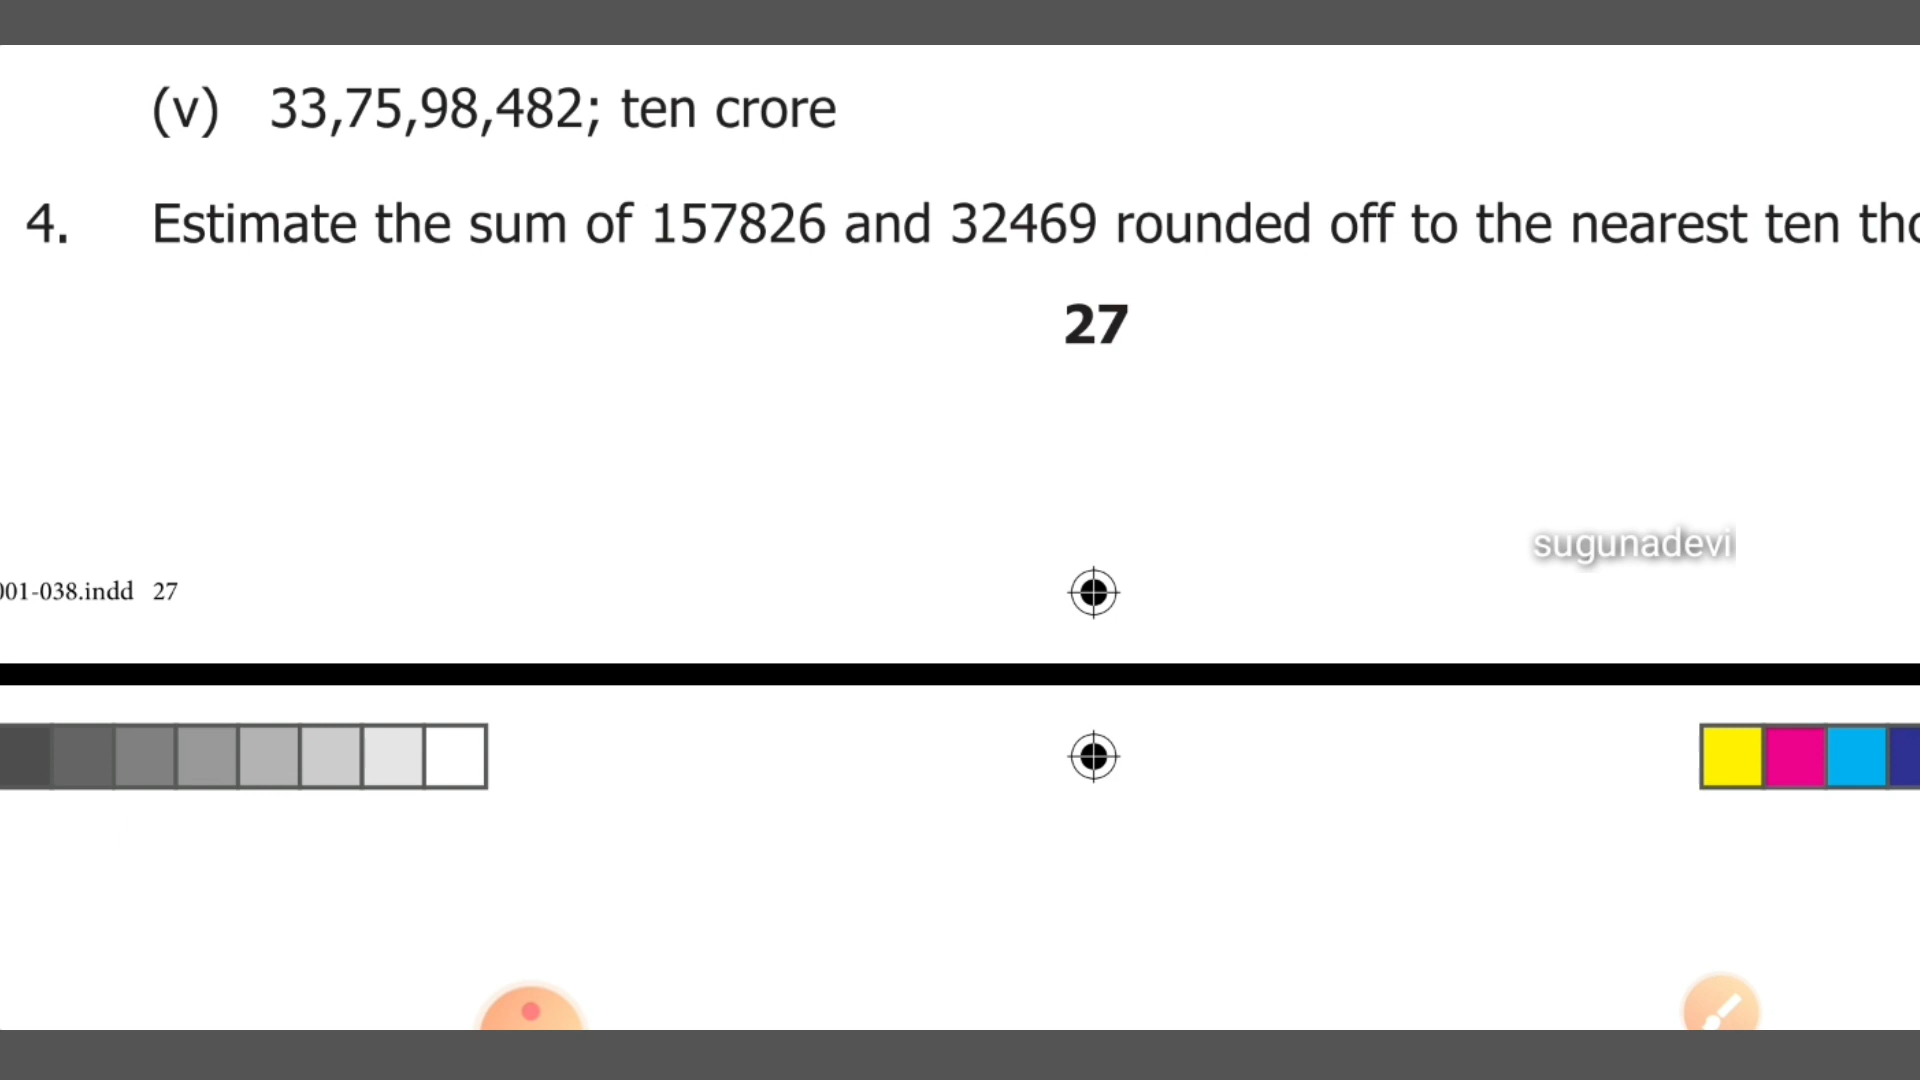 (v) 33,75,98,482; ten crore
4. Estimate the sum of 157826 and 32469 rounded off to the nearest ten
27
sugunadevi
001-038.indd 27